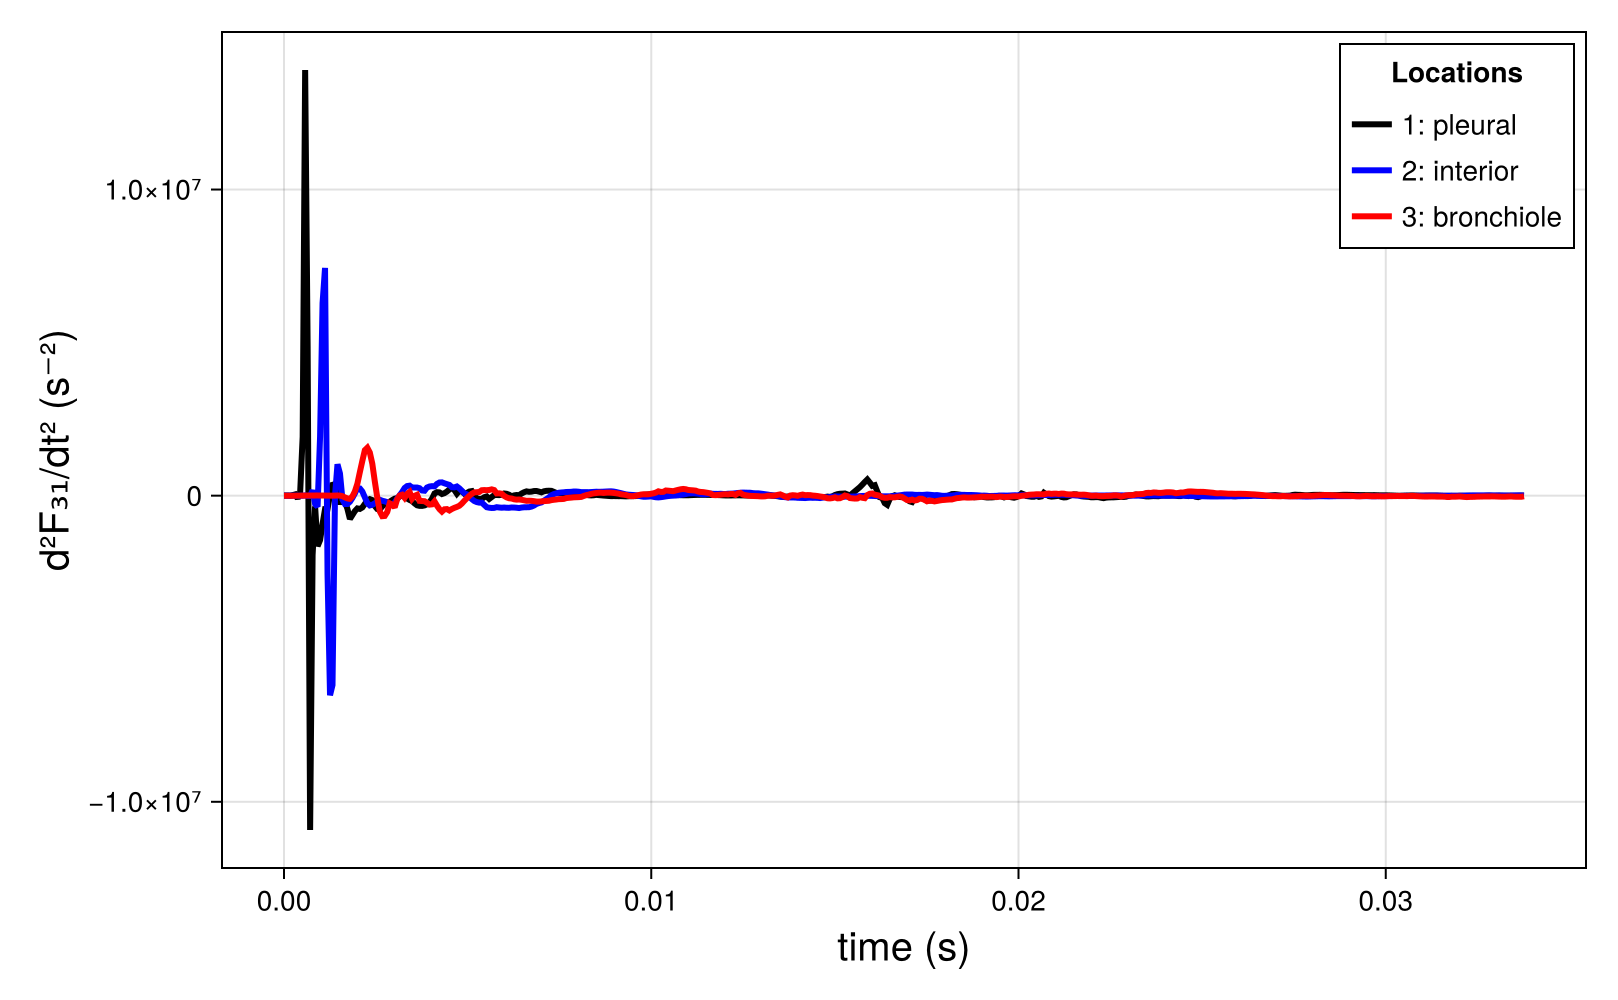 Locations
1: pleural
2: interior
3: bronchiole
1.0×10⁷
0
−1.0×10⁷
d²F₃₁/dt² (s⁻²)
0.00 0.01 0.02 0.03
time (s)